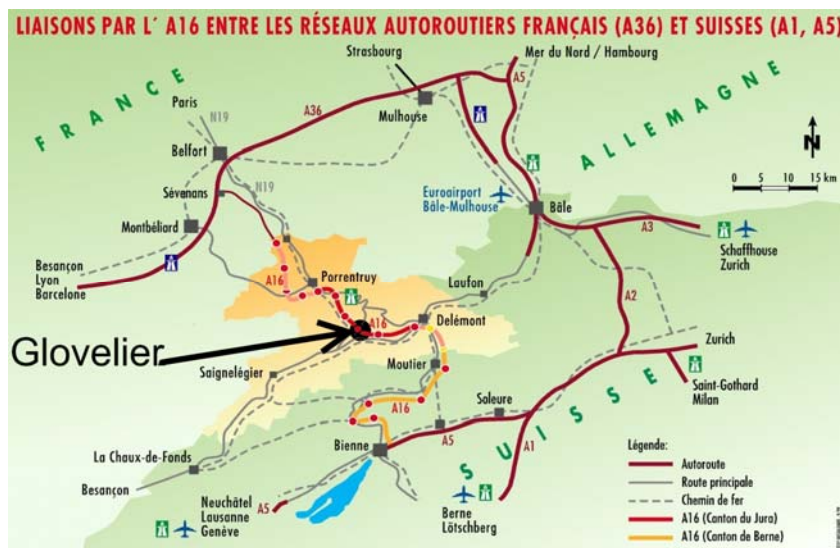 LIAISONS PAR L' A16 ENTRE LES RÉSEAUX AUTOROUTIERS FRANÇAIS (A36) ET SUISSES (A1, A5)
Strasbourg
Mer du Nord / Hambourg
A5
FRANCE
Paris
N19
A36
Mulhouse
ALLEMAGNE
N
Belfort
0 5 10 15 km
Sévenans
N19
Euroairport
Bâle-Mulhouse
Bâle
Montbéliard
A3
Besançon
Lyon
Barcelone
Schaffhouse
Zurich
A16
Porrentruy
Laufon
A2
A16
Delémont
Glovelier
Zurich
Moutier
Saignelégier
Saint-Gothard
Milan
A16
Soleure
SUISSE
La Chaux-de-Fonds
Bienne
A5
A1
Besançon
Neuchâtel
Lausanne
Genève
A5
Berne
Lötschberg
Légende:
Autoroute
Route principale
Chemin de fer
A16 (Canton du Jura)
A16 (Canton de Berne)